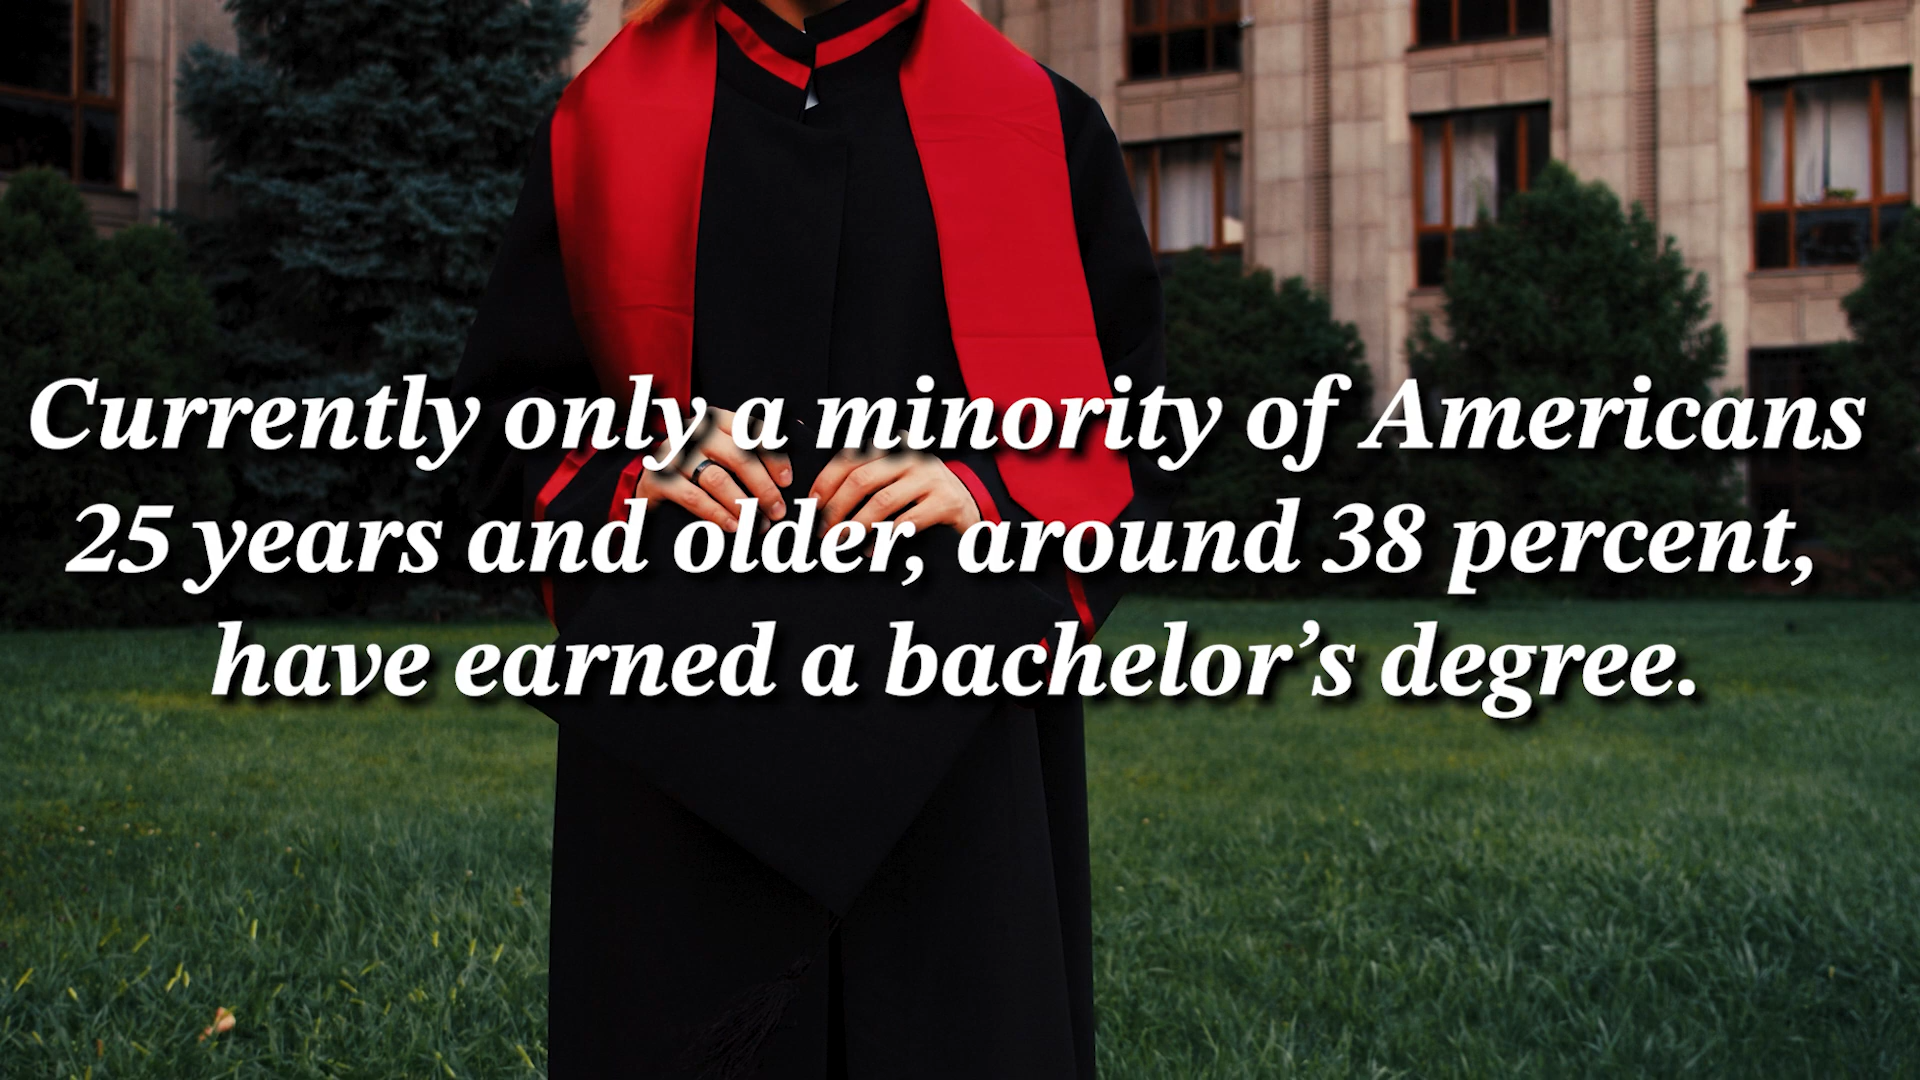 Currently only a minority of Americans
25 years and older, around 38 percent,
have earned a bachelor’s degree.